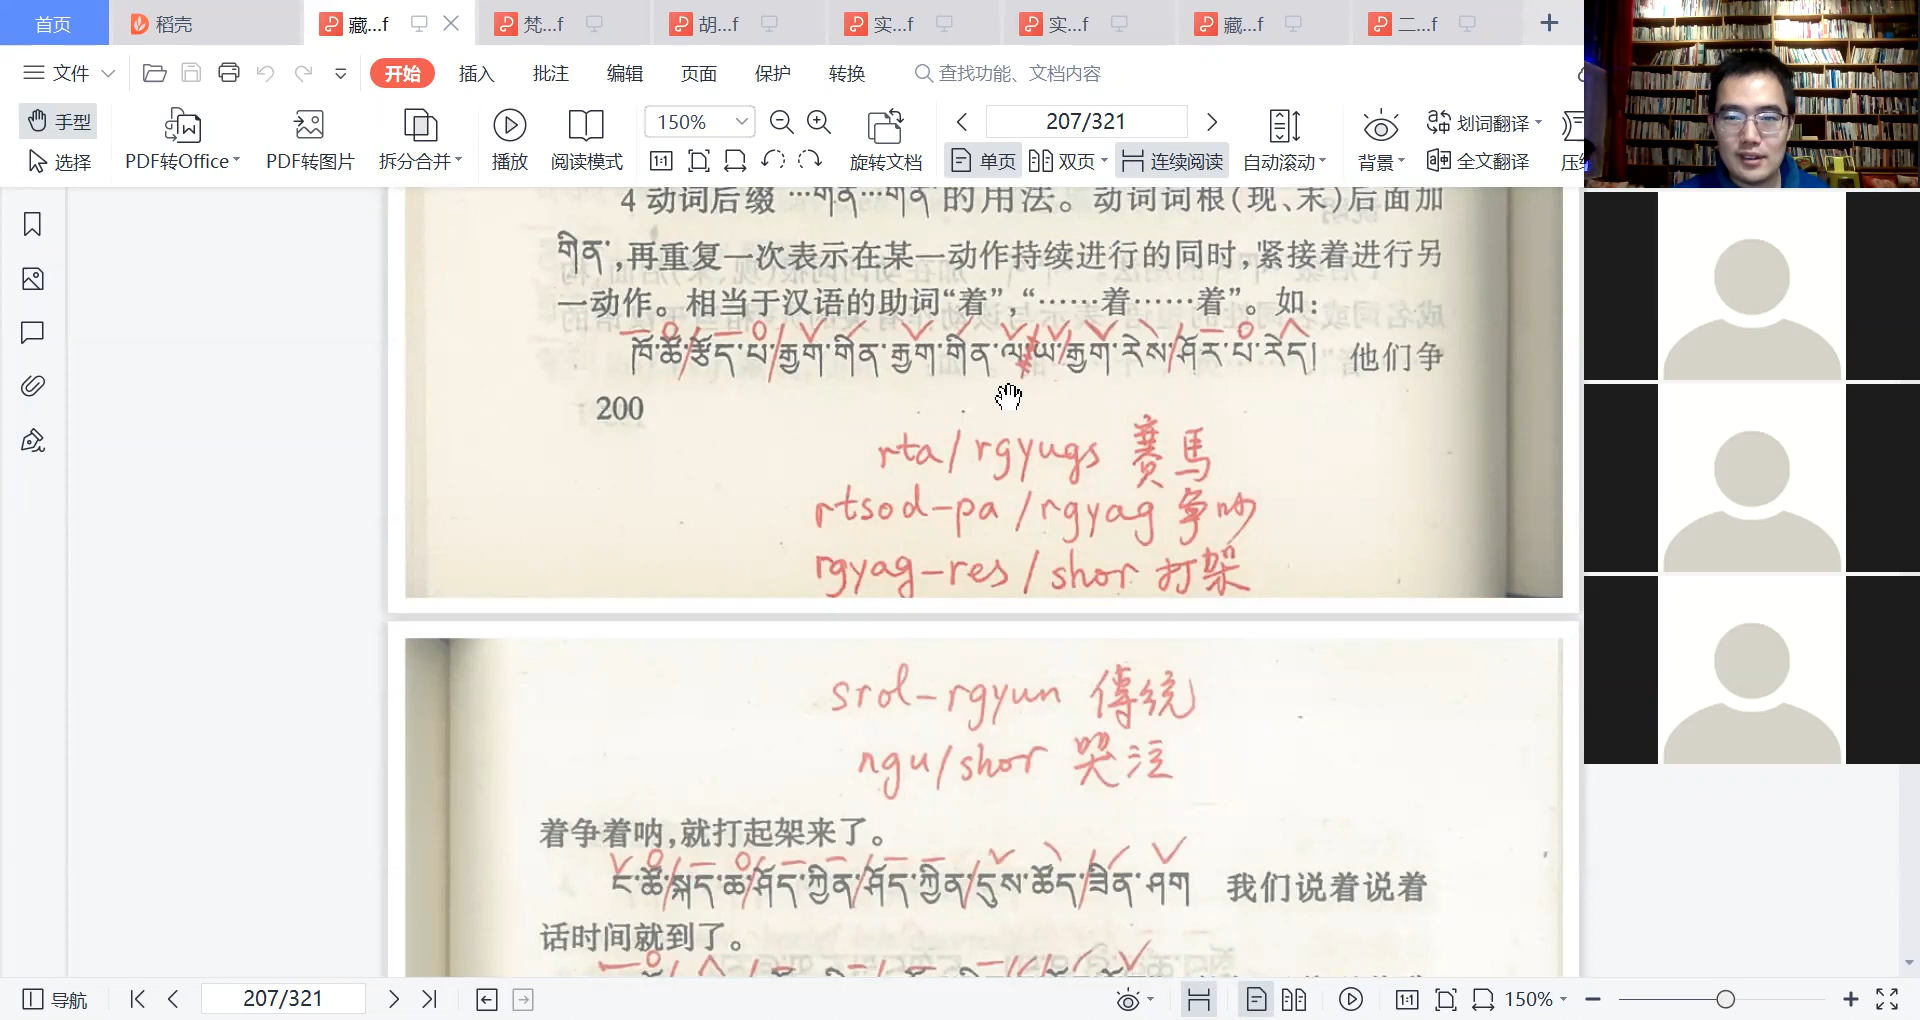 首页 稻壳 藏...f 梵...f 胡...f 实...f 实...f 藏...f 二...f
文件 开始 插入 批注 编辑 页面 保护 转换 查找功能、文档内容
手型 150% 207/321 划词翻译
选择 PDF转Office PDF转图片 拆分合并 播放 阅读模式 旋转文档 单页 双页 连续阅读 自动滚动 背景 全文翻译
4 动词后缀 …གིན…གིན 的用法。动词词根(现、末)后面加
གིན་,再重复一次表示在某一动作持续进行的同时,紧接着进行另
一动作。相当于汉语的助词“着”,“……着……着”。如:
ཁོ་ཚོ་རྩོད་པ་རྒྱག་གིན་རྒྱག་གིན་ལ་ཡ་རྒྱག་རེས་ཤོར་པ་རེད། 他们争
200
rta/rgyugs 赛馬
rtsod-pa/rgyag 争吵
rgyag-res/shor 打架
srol-rgyun 傳統
ngu/shor 哭泣
着争着呐,就打起架来了。
ང་ཚོ་སྐད་ཆ་ཤོད་ཀྱིན་ཤོད་ཀྱིན་དུས་ཚོད་ཟིན་ཤག 我们说着说着
话时间就到了。
导航 207/321 150%